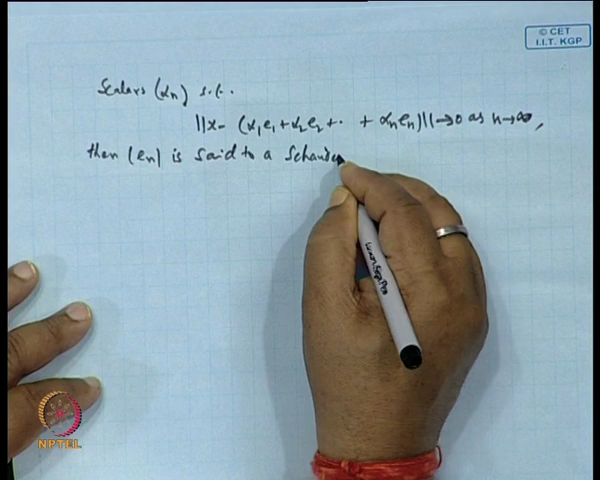 © CET
I.I.T. KGP
Scalars (αn) s.t.
||x - (α1e1 + α2e2 + ·· + αnen)|| → 0 as n → ∞,
then (en) is said to a Schauder
NPTEL